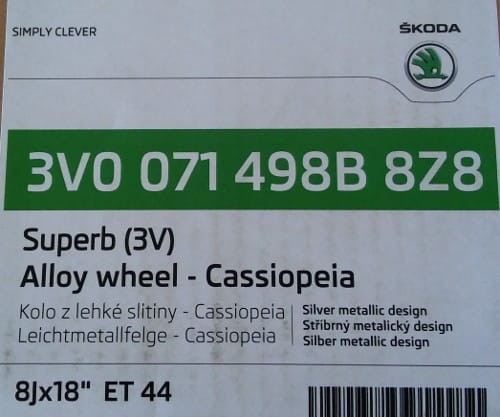 SIMPLY CLEVER
ŠKODA
3V0 071 498B 8Z8
Superb (3V)
Alloy wheel - Cassiopeia
Kolo z lehké slitiny - Cassiopeia
Leichtmetallfelge - Cassiopeia
Silver metallic design
Stříbrný metalický design
Silber metallic design
8Jx18" ET 44